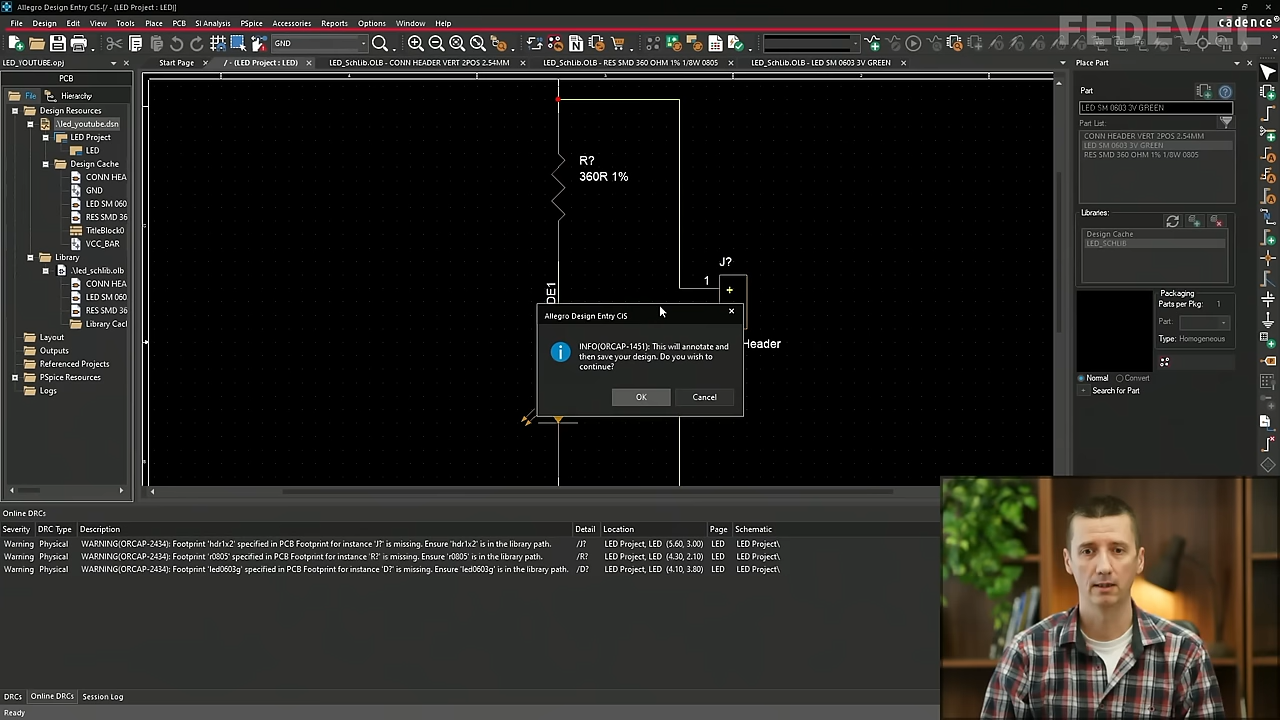 Allegro Design Entry CIS-[/ - (LED Project : LED)]
File Design Edit View Tools Place PCB SI Analysis PSpice Accessories Reports Options Window Help
FEDEVEL
cadence
GND
LED_YOUTUBE.opj
Start Page
/ - (LED Project : LED)
LED_SchLib.OLB - CONN HEADER VERT 2POS 2.54MM
LED_SchLib.OLB - RES SMD 360 OHM 1% 1/8W 0805
LED_SchLib.OLB - LED SM 0603 3V GREEN
Place Part
PCB
File Hierarchy
Design Resources
.\led_youtube.dsn
LED Project
LED
Design Cache
CONN HEA
GND
LED SM 060
RES SMD 36
TitleBlock0
VCC_BAR
Library
.\led_schlib.olb
CONN HEA
LED SM 060
RES SMD 36
Library Cacl
Layout
Outputs
Referenced Projects
PSpice Resources
Logs
R?
360R 1%
J?
1
DE1
Header
Allegro Design Entry CIS
INFO(ORCAP-1451): This will annotate and
then save your design. Do you wish to
continue?
OK Cancel
Part
LED SM 0603 3V GREEN
Part List:
CONN HEADER VERT 2POS 2.54MM
LED SM 0603 3V GREEN
RES SMD 360 OHM 1% 1/8W 0805
Libraries:
Design Cache
LED_SCHLIB
Packaging
Parts per Pkg: 1
Part:
Type: Homogeneous
Normal Convert
Search for Part
Online DRCs
Severity DRC Type Description Detail Location Page Schematic
Warning Physical WARNING(ORCAP-2434): Footprint 'hdr1x2' specified in PCB Footprint for instance 'J?' is missing. Ensure 'hdr1x2' is in the library path. /J? LED Project, LED (5.60, 3.00) LED LED Project\
Warning Physical WARNING(ORCAP-2434): Footprint 'r0805' specified in PCB Footprint for instance 'R?' is missing. Ensure 'r0805' is in the library path. /R? LED Project, LED (4.30, 2.10) LED LED Project\
Warning Physical WARNING(ORCAP-2434): Footprint 'led0603g' specified in PCB Footprint for instance 'D?' is missing. Ensure 'led0603g' is in the library path. /D? LED Project, LED (4.10, 3.80) LED LED Project\
DRCs Online DRCs Session Log
Ready